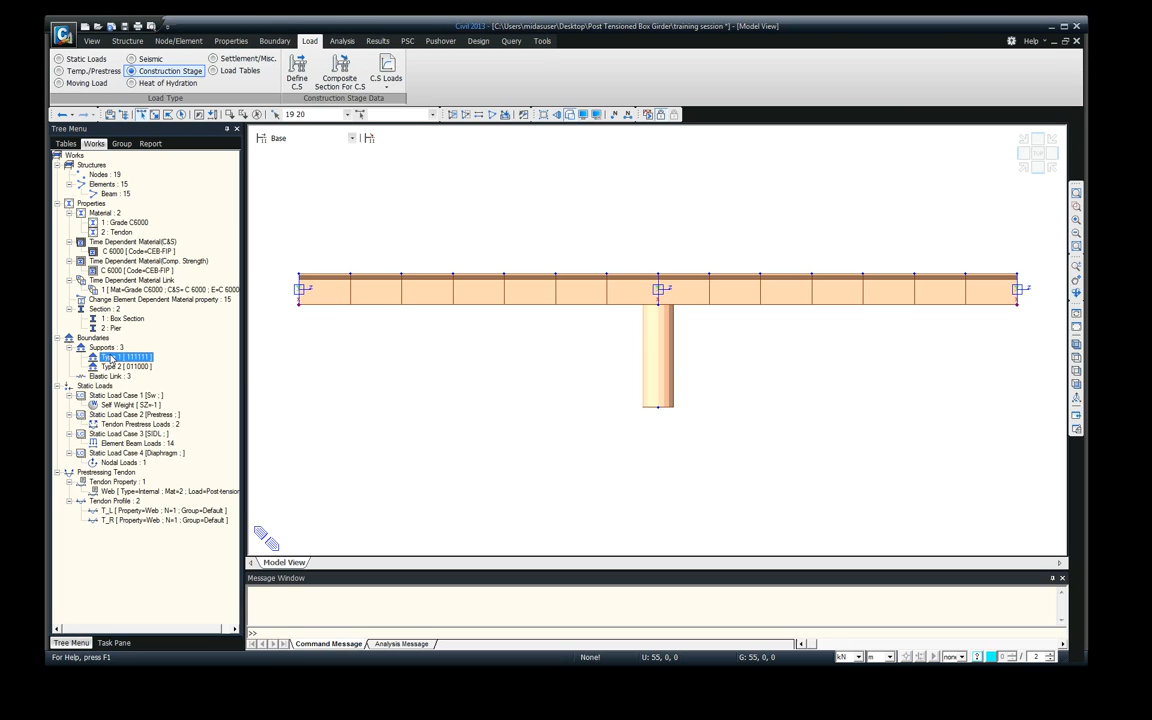 Civil 2013 - [C:\Users\midasuser\Desktop\Post Tensioned Box Girder\training session *] - [Model View]
View Structure Node/Element Properties Boundary Load Analysis Results PSC Pushover Design Query Tools Help
Static Loads Seismic Settlement/Misc.
Temp./Prestress Construction Stage Load Tables
Moving Load Heat of Hydration
Define C.S
Composite Section For C.S
C.S Loads
Load Type Construction Stage Data
19 20
Tree Menu
Base
TOP
Tables Works Group Report
Works
Structures
Nodes : 19
Elements : 15
Beam : 15
Properties
Material : 2
1 : Grade C6000
2 : Tendon
Time Dependent Material(C&S)
C 6000 [ Code=CEB-FIP ]
Time Dependent Material(Comp. Strength)
C 6000 [ Code=CEB-FIP ]
Time Dependent Material Link
1 [ Mat=Grade C6000 ; C&S= C 6000 ; E=C 6000
Change Element Dependent Material property : 15
Section : 2
1 : Box Section
2 : Pier
Boundaries
Supports : 3
Type 1 [ 111111 ]
Type 2 [ 011000 ]
Elastic Link : 3
Static Loads
Static Load Case 1 [Sw ; ]
Self Weight [ SZ=-1 ]
Static Load Case 2 [Prestress ; ]
Tendon Prestress Loads : 2
Static Load Case 3 [SIDL ; ]
Element Beam Loads : 14
Static Load Case 4 [Diaphragm ; ]
Nodal Loads : 1
Prestressing Tendon
Tendon Property : 1
Web [ Type=Internal ; Mat=2 ; Load=Post-tension
Tendon Profile : 2
T_L [ Property=Web ; N=1 ; Group=Default ]
T_R [ Property=Web ; N=1 ; Group=Default ]
Model View
Message Window
>>
Tree Menu Task Pane
Command Message Analysis Message
For Help, press F1 None! U: 55, 0, 0 G: 55, 0, 0 kN m 0 / 2